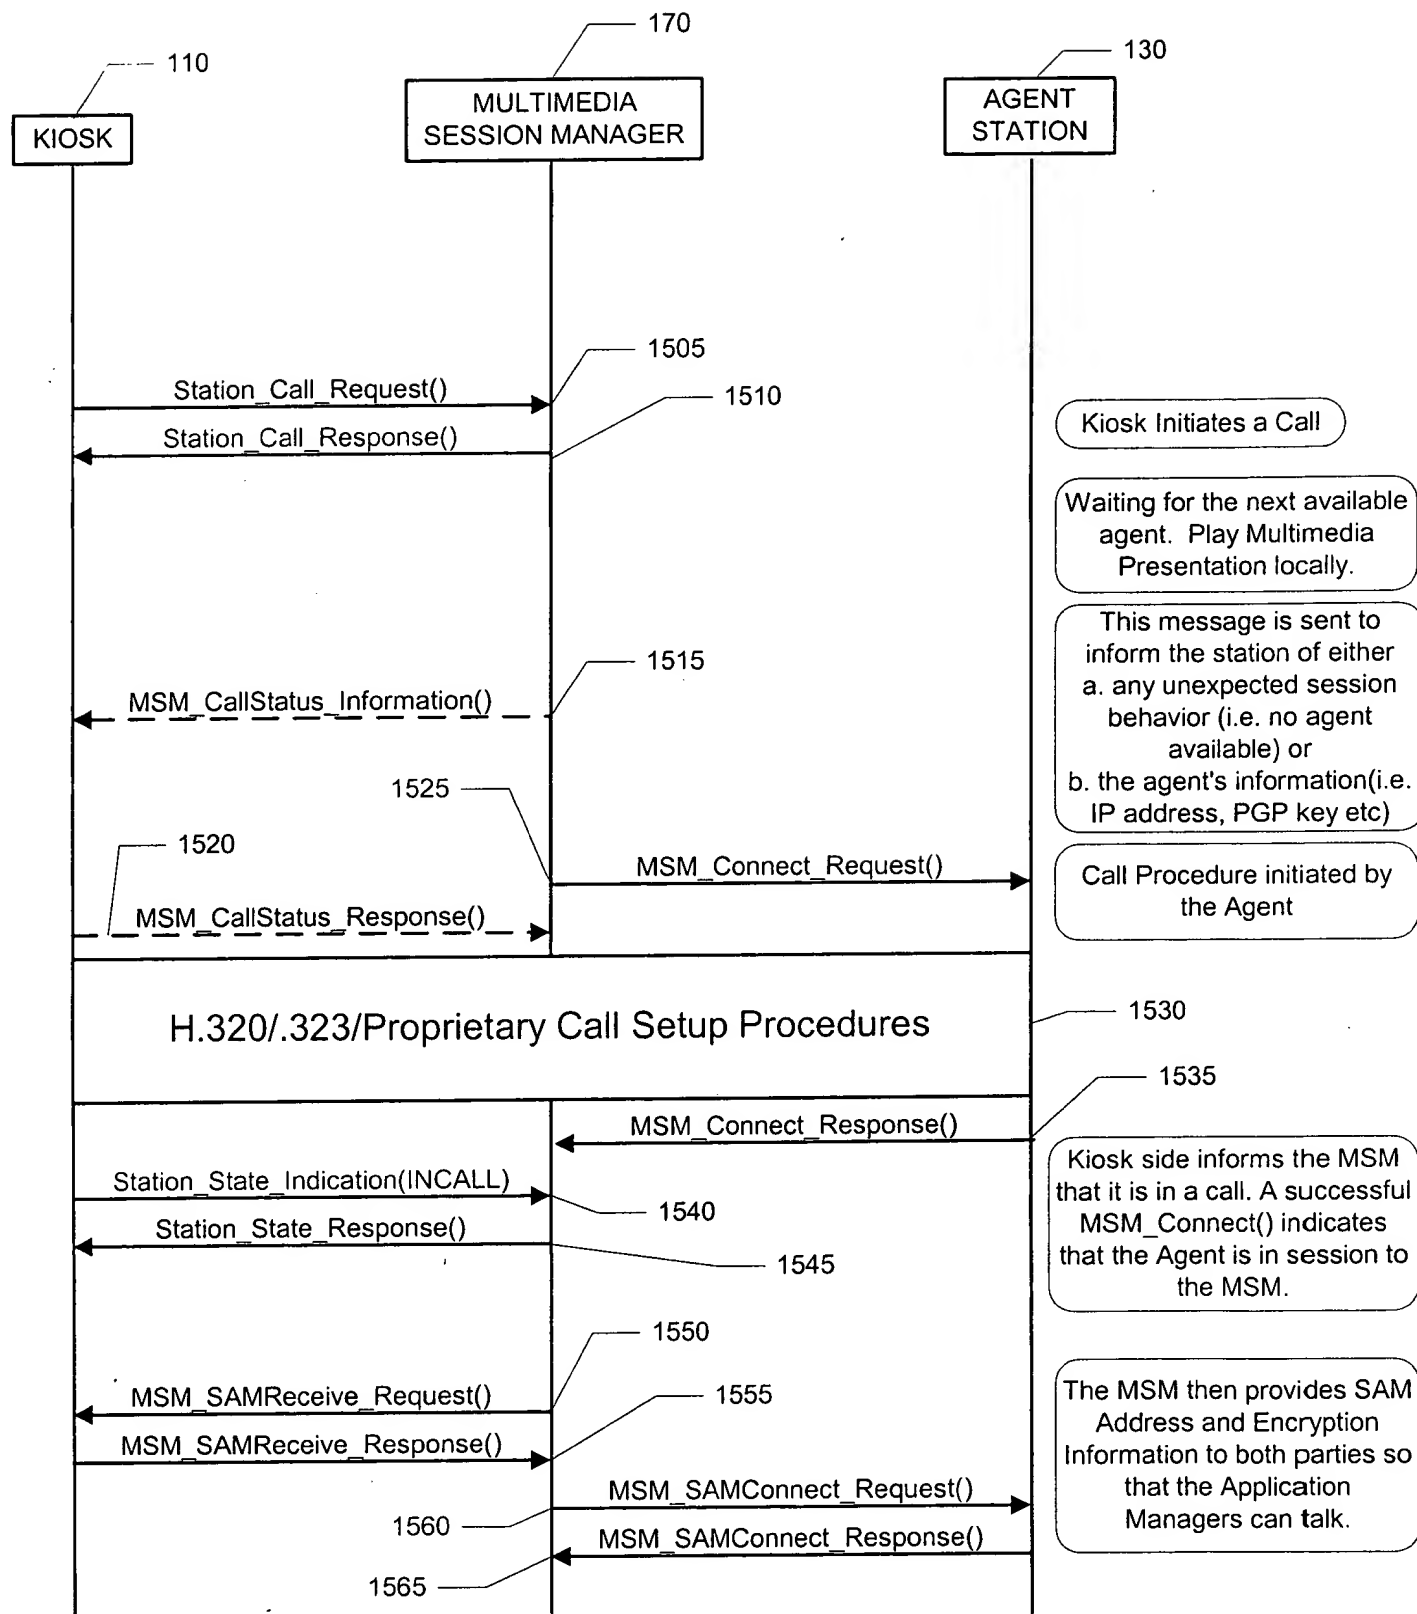 170
110
130
KIOSK
MULTIMEDIA
SESSION MANAGER
AGENT
STATION
1505
Station_Call_Request()
1510
Station_Call_Response()
Kiosk Initiates a Call
Waiting for the next available
agent. Play Multimedia
Presentation locally.
This message is sent to
inform the station of either
a. any unexpected session
behavior (i.e. no agent
available) or
b. the agent's information(i.e.
IP address, PGP key etc)
1515
MSM_CallStatus_Information()
1525
1520
MSM_Connect_Request()
Call Procedure initiated by
the Agent
MSM_CallStatus_Response()
H.320/.323/Proprietary Call Setup Procedures
1530
1535
MSM_Connect_Response()
Kiosk side informs the MSM
that it is in a call. A successful
MSM_Connect() indicates
that the Agent is in session to
the MSM.
Station_State_Indication(INCALL)
1540
Station_State_Response()
1545
1550
MSM_SAMReceive_Request()
1555
MSM_SAMReceive_Response()
The MSM then provides SAM
Address and Encryption
Information to both parties so
that the Application
Managers can talk.
MSM_SAMConnect_Request()
1560
MSM_SAMConnect_Response()
1565